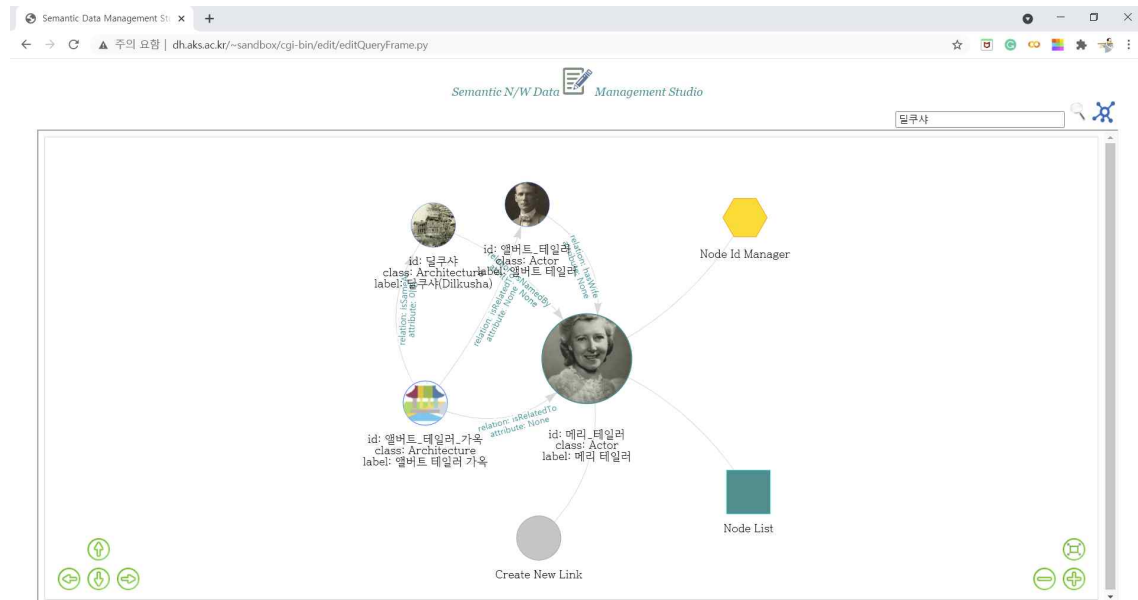 Semantic Data Management St
주의 요함 | dh.aks.ac.kr/~sandbox/cgi-bin/edit/editQueryFrame.py
Semantic N/W Data Management Studio
딜쿠샤
id: 앨버트_테일러
class: Actor
label: 앨버트 테일러
id: 딜쿠샤
class: Architecture
label: 딜쿠샤(Dilkusha)
relation: hasWife
attribute: None
relation: isNamedBy
None
relation: isRelatedTo
attribute: None
relation: isSam
attribute:
Node Id Manager
relation: isRelatedTo
attribute: None
id: 앨버트_테일러_가옥
class: Architecture
label: 앨버트 테일러 가옥
id: 메리_테일러
class: Actor
label: 메리 테일러
Node List
Create New Link